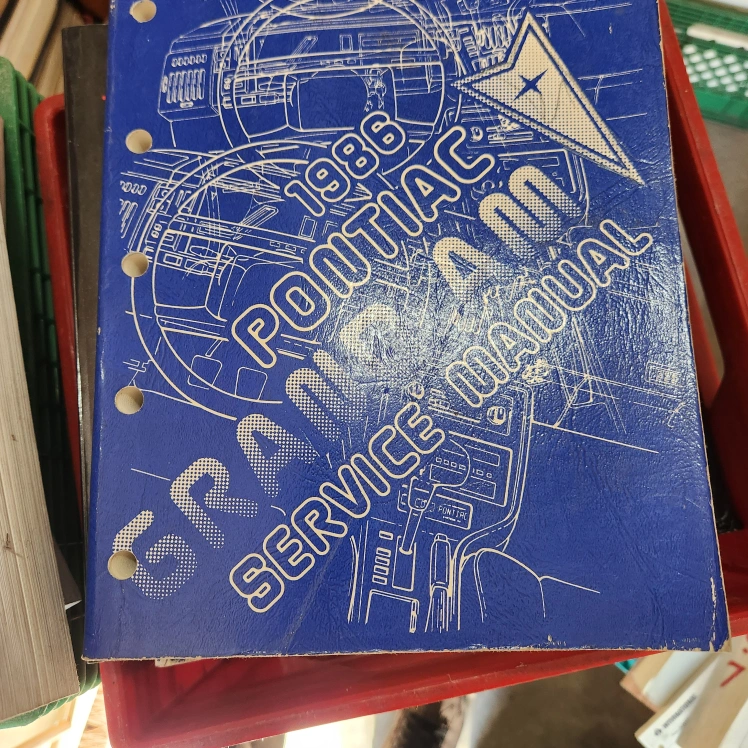 1986
PONTIAC
GRAND AM
SERVICE MANUAL
PONTIAC